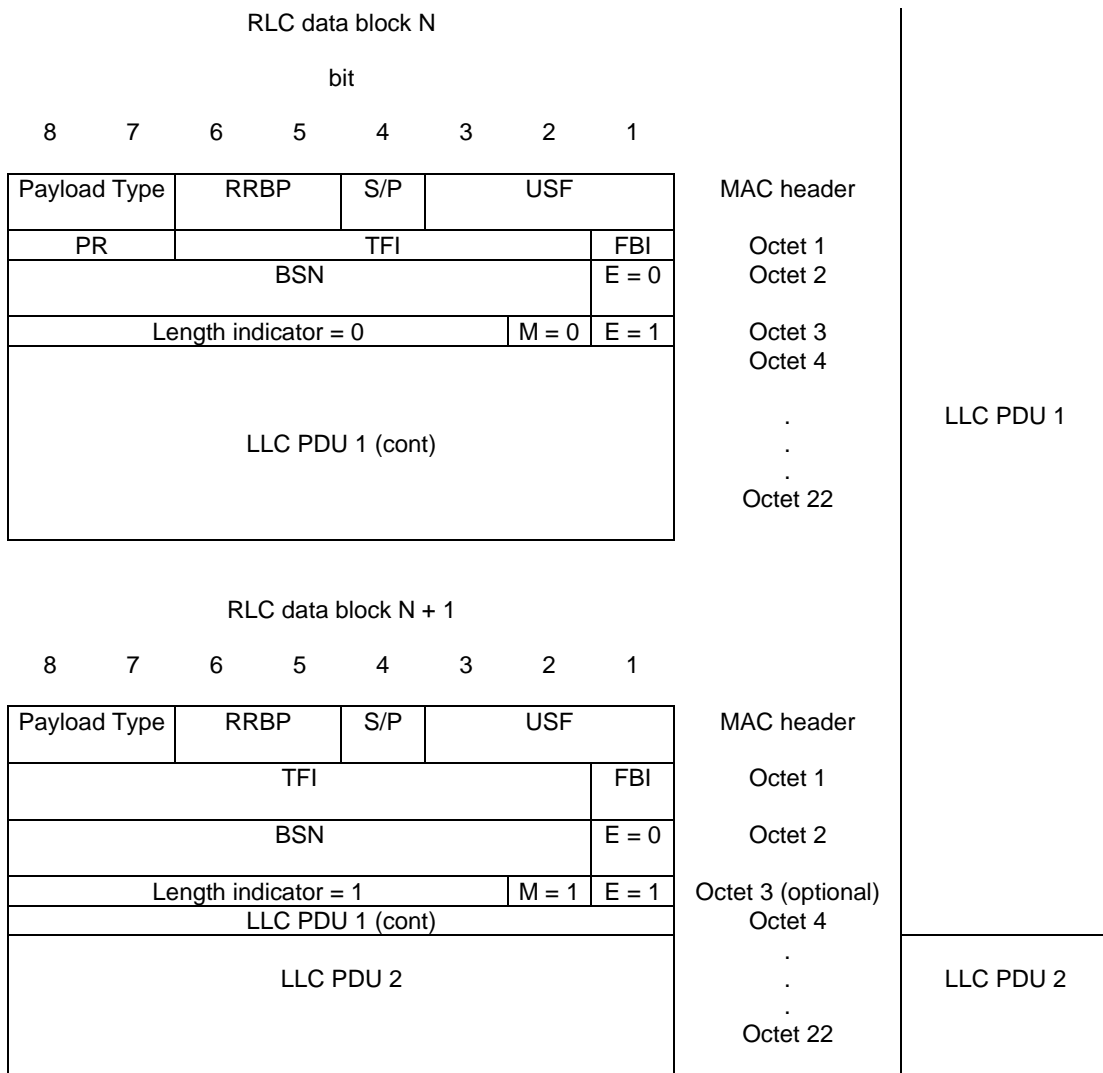 RLC data block N
bit
8 7 6 5 4 3 2 1
Payload Type RRBP S/P USF MAC header
PR TFI FBI Octet 1
BSN E = 0 Octet 2
Length indicator = 0 M = 0 E = 1 Octet 3
Octet 4
. LLC PDU 1
LLC PDU 1 (cont) .
.
Octet 22
RLC data block N + 1
8 7 6 5 4 3 2 1
Payload Type RRBP S/P USF MAC header
TFI FBI Octet 1
BSN E = 0 Octet 2
Length indicator = 1 M = 1 E = 1 Octet 3 (optional)
LLC PDU 1 (cont) Octet 4
.
LLC PDU 2 . LLC PDU 2
.
Octet 22